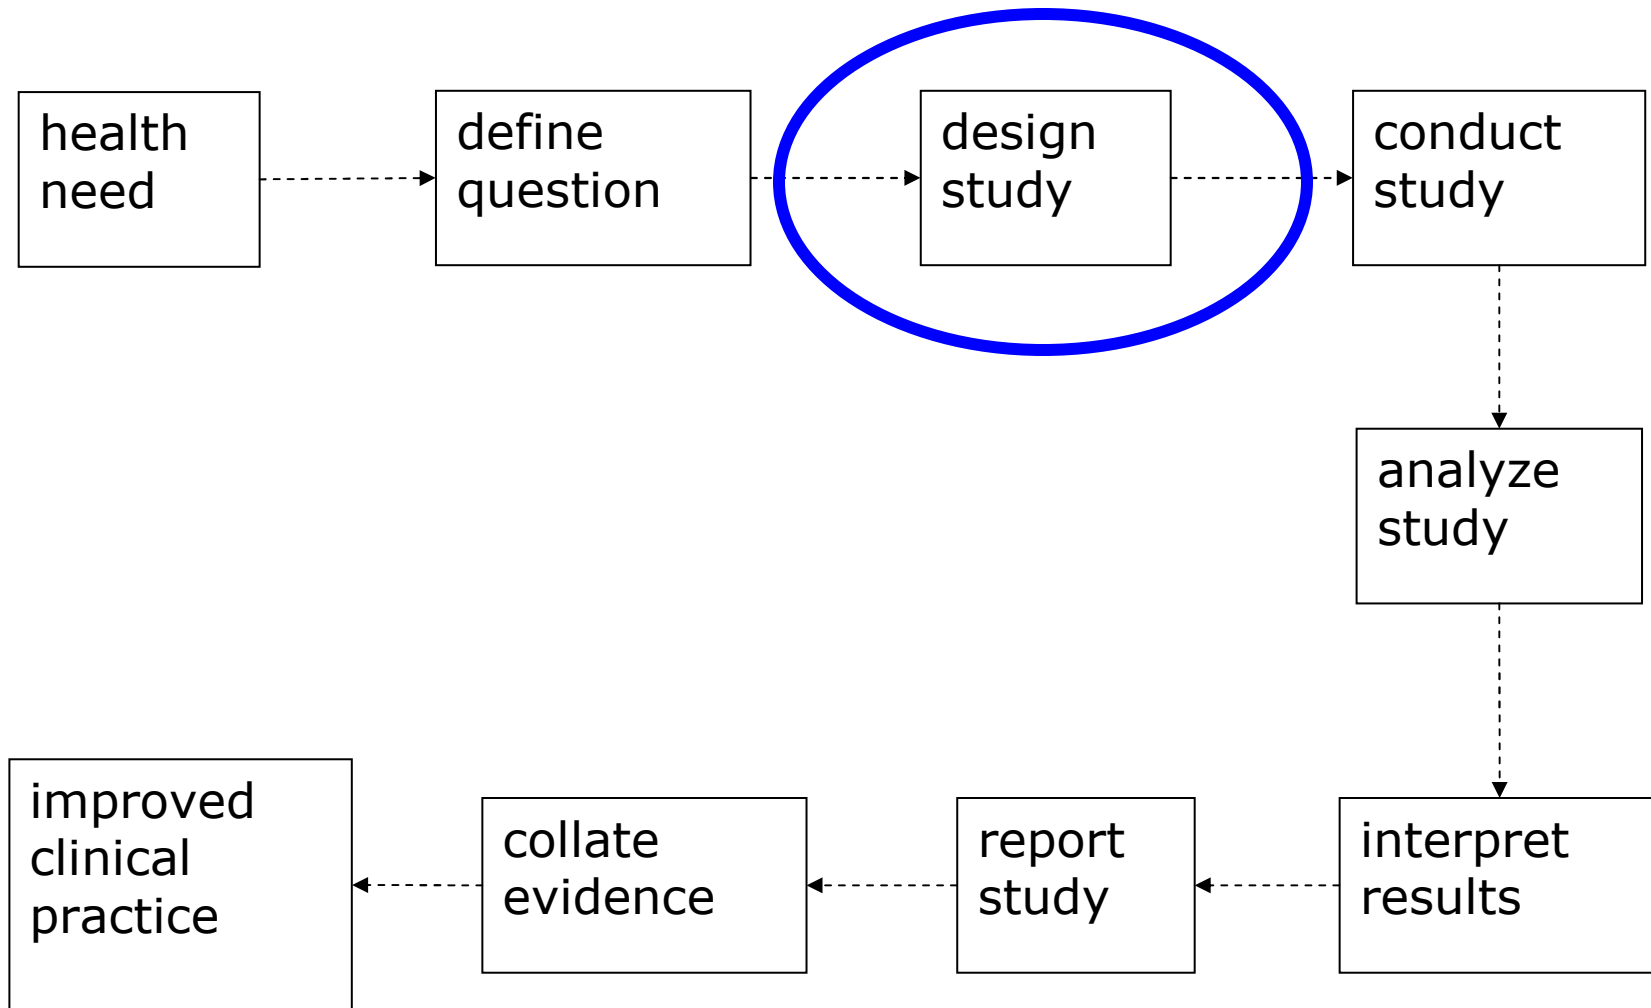 health
need
define
question
design
study
conduct
study
analyze
study
interpret
results
report
study
collate
evidence
improved
clinical
practice